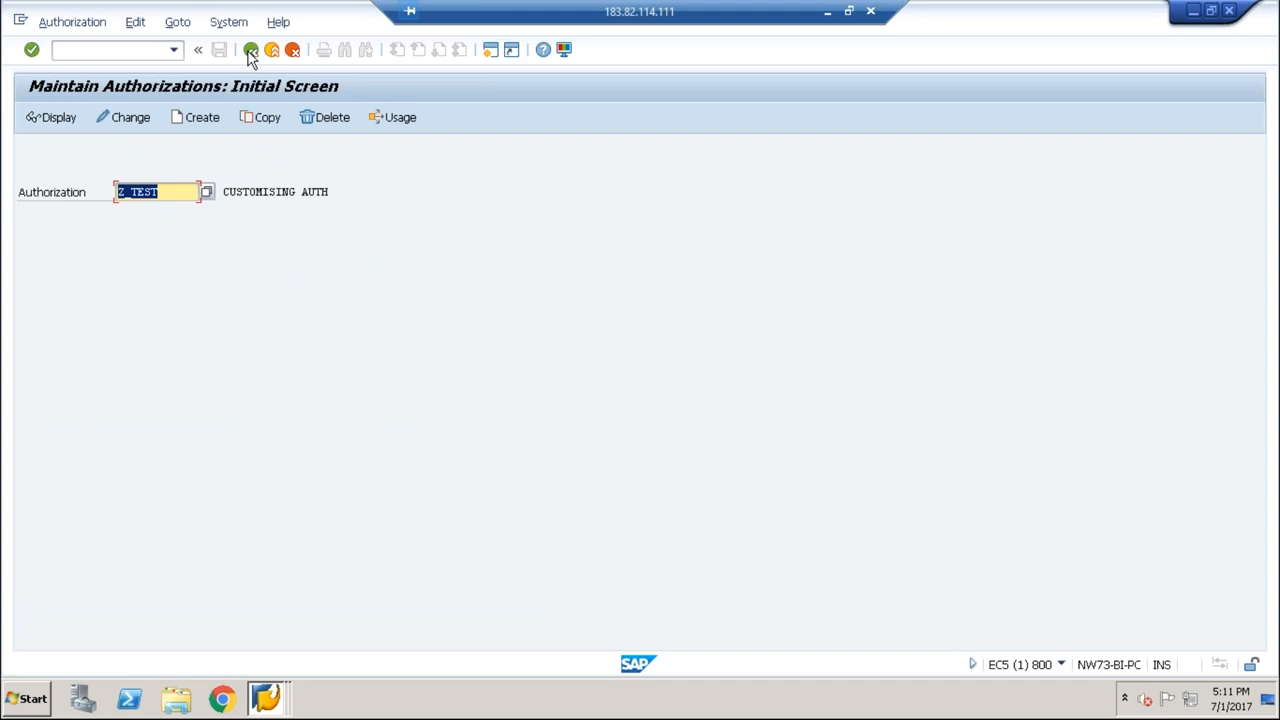 183.82.114.111
Authorization Edit Goto System Help
Maintain Authorizations: Initial Screen
Display Change Create Copy Delete Usage
Authorization Z_TEST CUSTOMISING AUTH
SAP EC5 (1) 800 NW73-BI-PC INS
Start 5:11 PM
7/1/2017